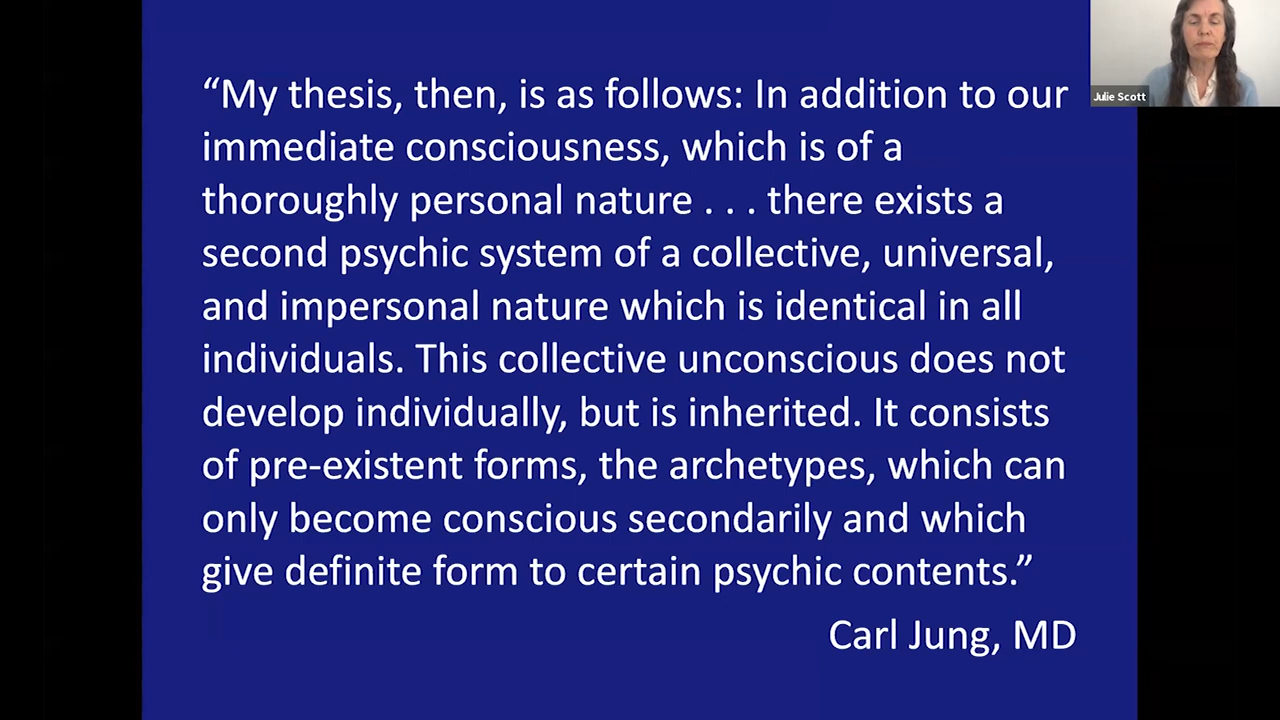 “My thesis, then, is as follows: In addition to our
immediate consciousness, which is of a
thoroughly personal nature . . . there exists a
second psychic system of a collective, universal,
and impersonal nature which is identical in all
individuals. This collective unconscious does not
develop individually, but is inherited. It consists
of pre-existent forms, the archetypes, which can
only become conscious secondarily and which
give definite form to certain psychic contents.”
Carl Jung, MD
Julie Scott